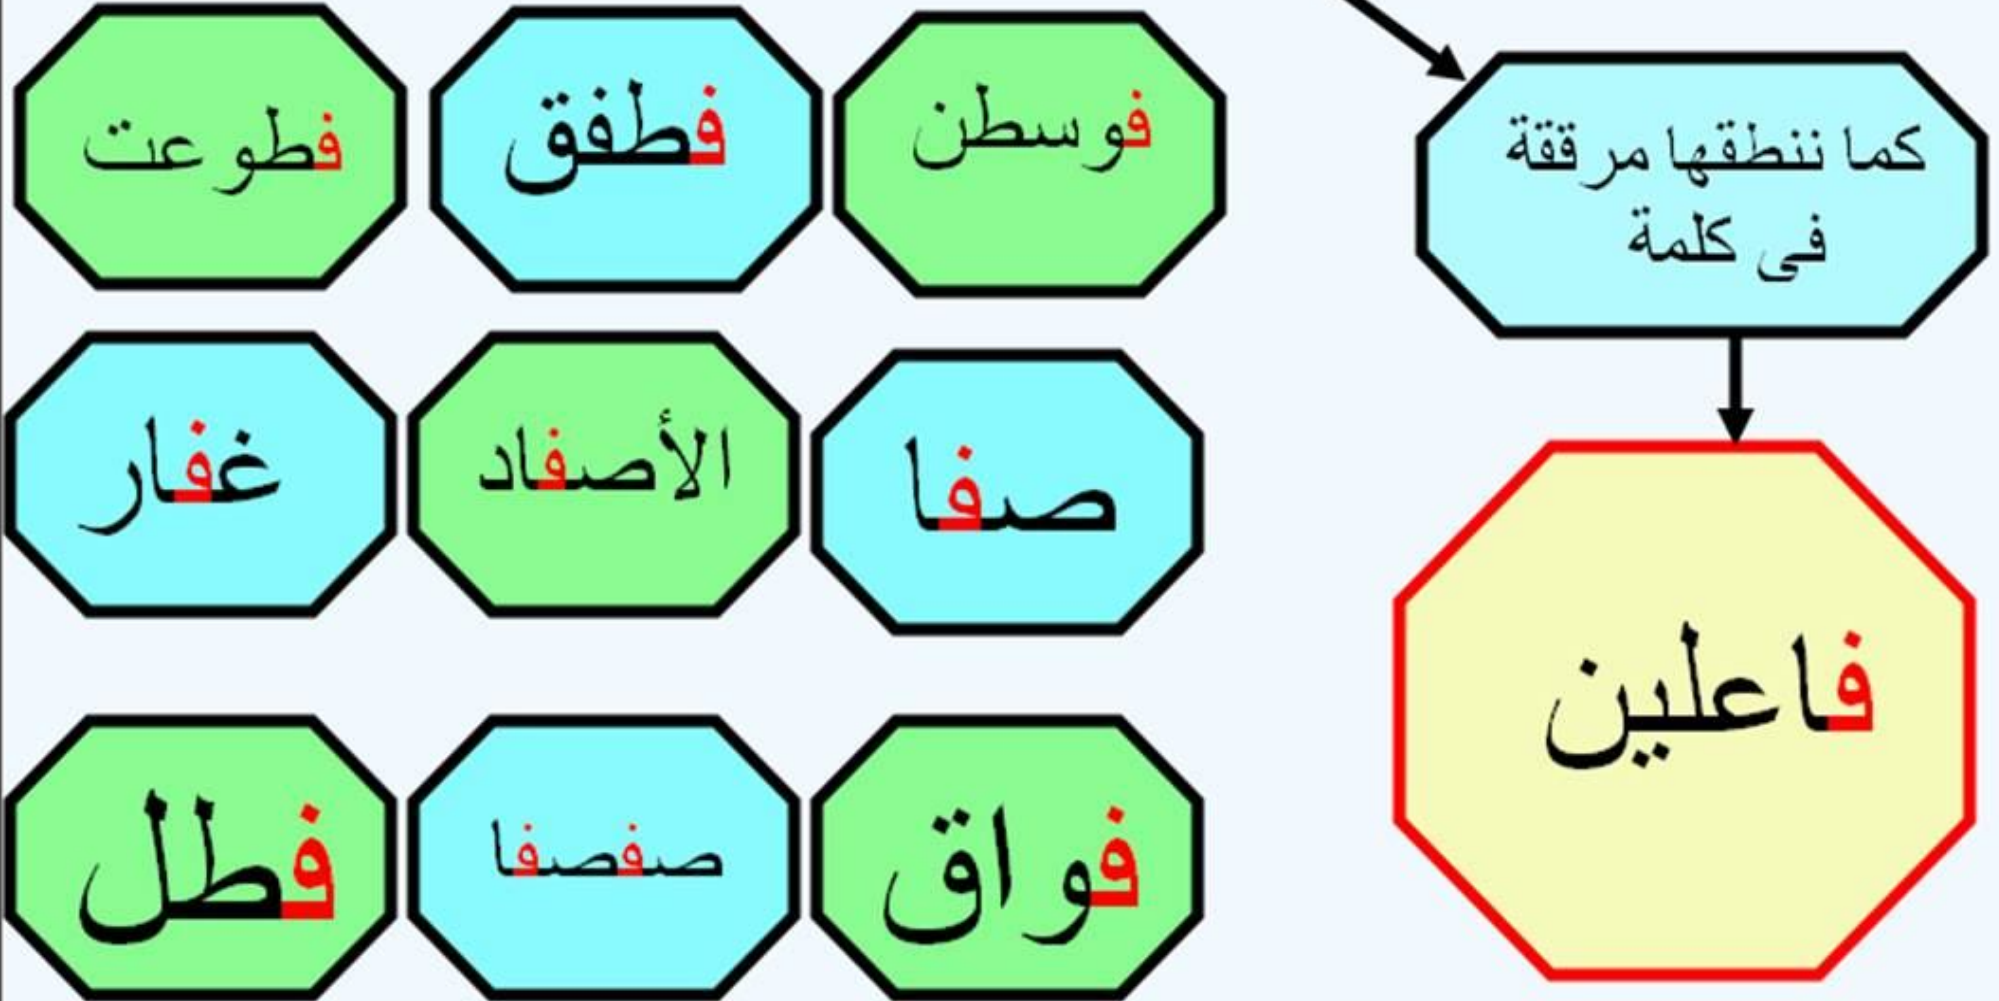 كما ننطقها مرققة
فى كلمة
فاعلين
فوسطن
فطفق
فطوعت
صفا
الأصفاد
غفار
فواق
صفصفا
فطل